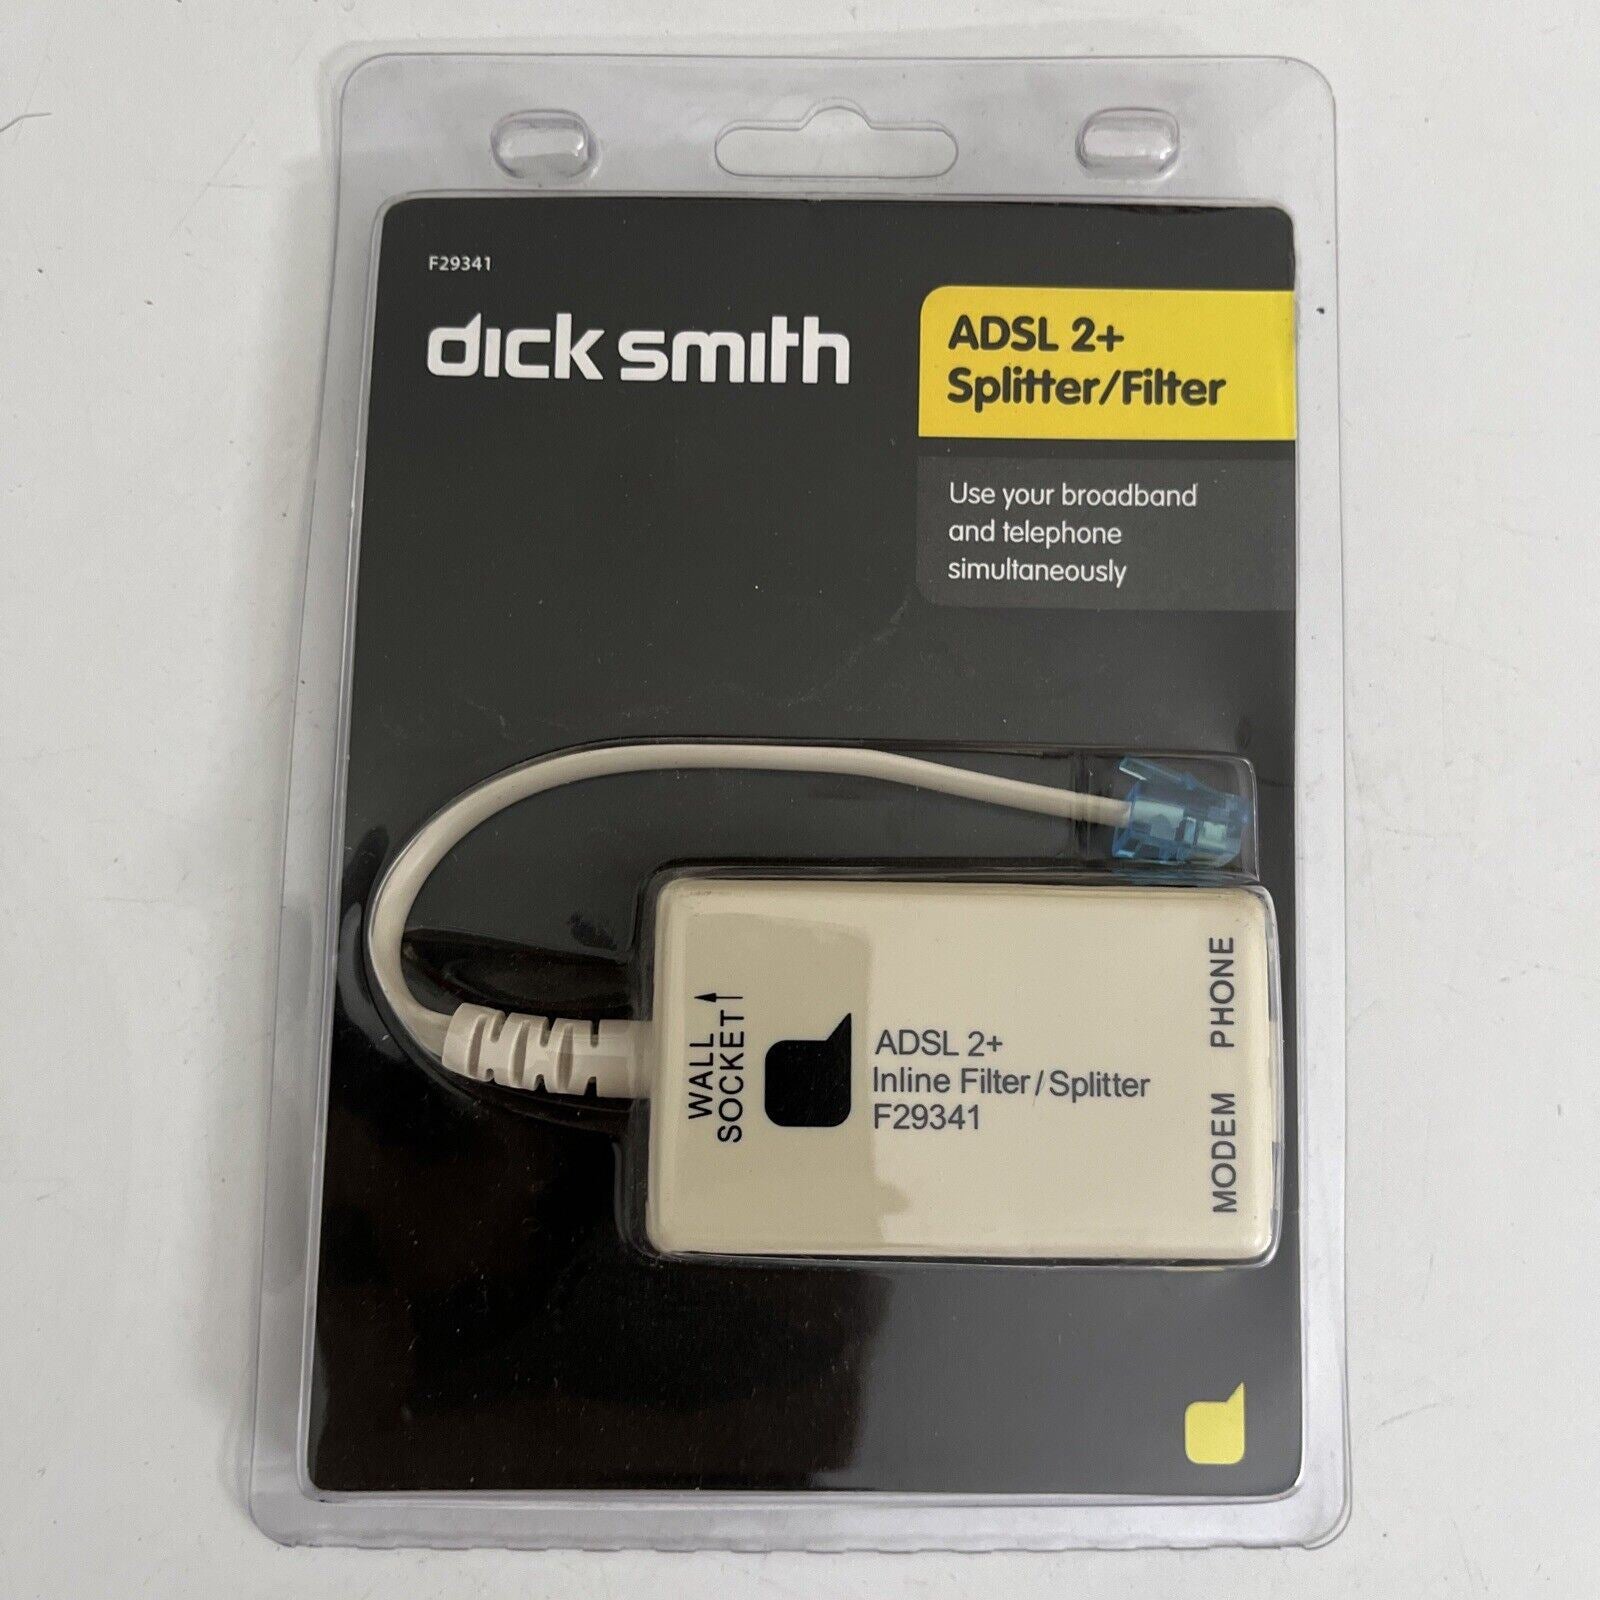 F29341
dick smith
ADSL 2+
Splitter/Filter
Use your broadband
and telephone
simultaneously
WALL
SOCKET
ADSL 2+
Inline Filter/Splitter
F29341
MODEM PHONE